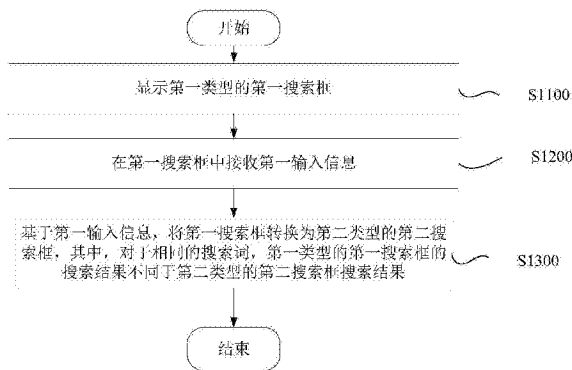 开始
显示第一类型的第一搜索框
S1100
在第一搜索框中接收第一输入信息
S1200
基于第一输入信息，将第一搜索框转换为第二类型的第二搜
索框，其中，对于相同的搜索词，第一类型的第一搜索框的
搜索结果不同于第二类型的第二搜索框搜索结果
S1300
结束